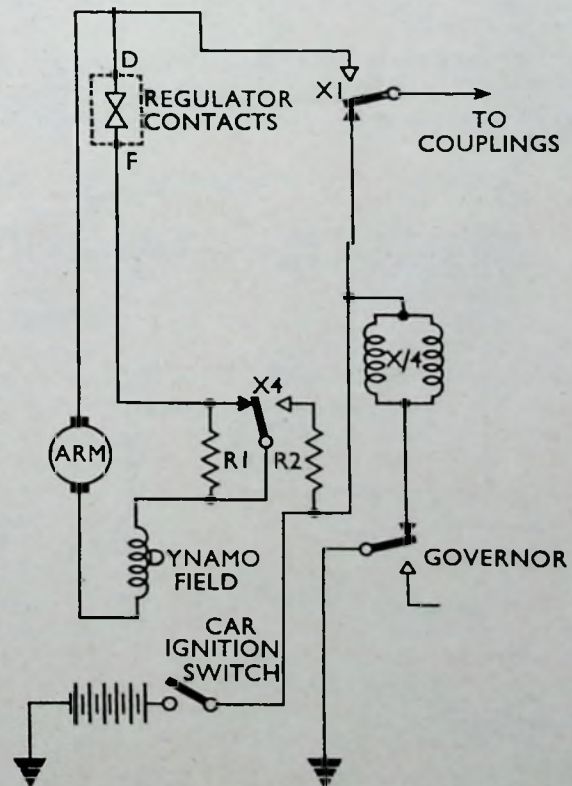 D
REGULATOR
CONTACTS
F
X1
TO
COUPLINGS
X/4
X4
ARM
R1
R2
DYNAMO
FIELD
GOVERNOR
CAR
IGNITION
SWITCH